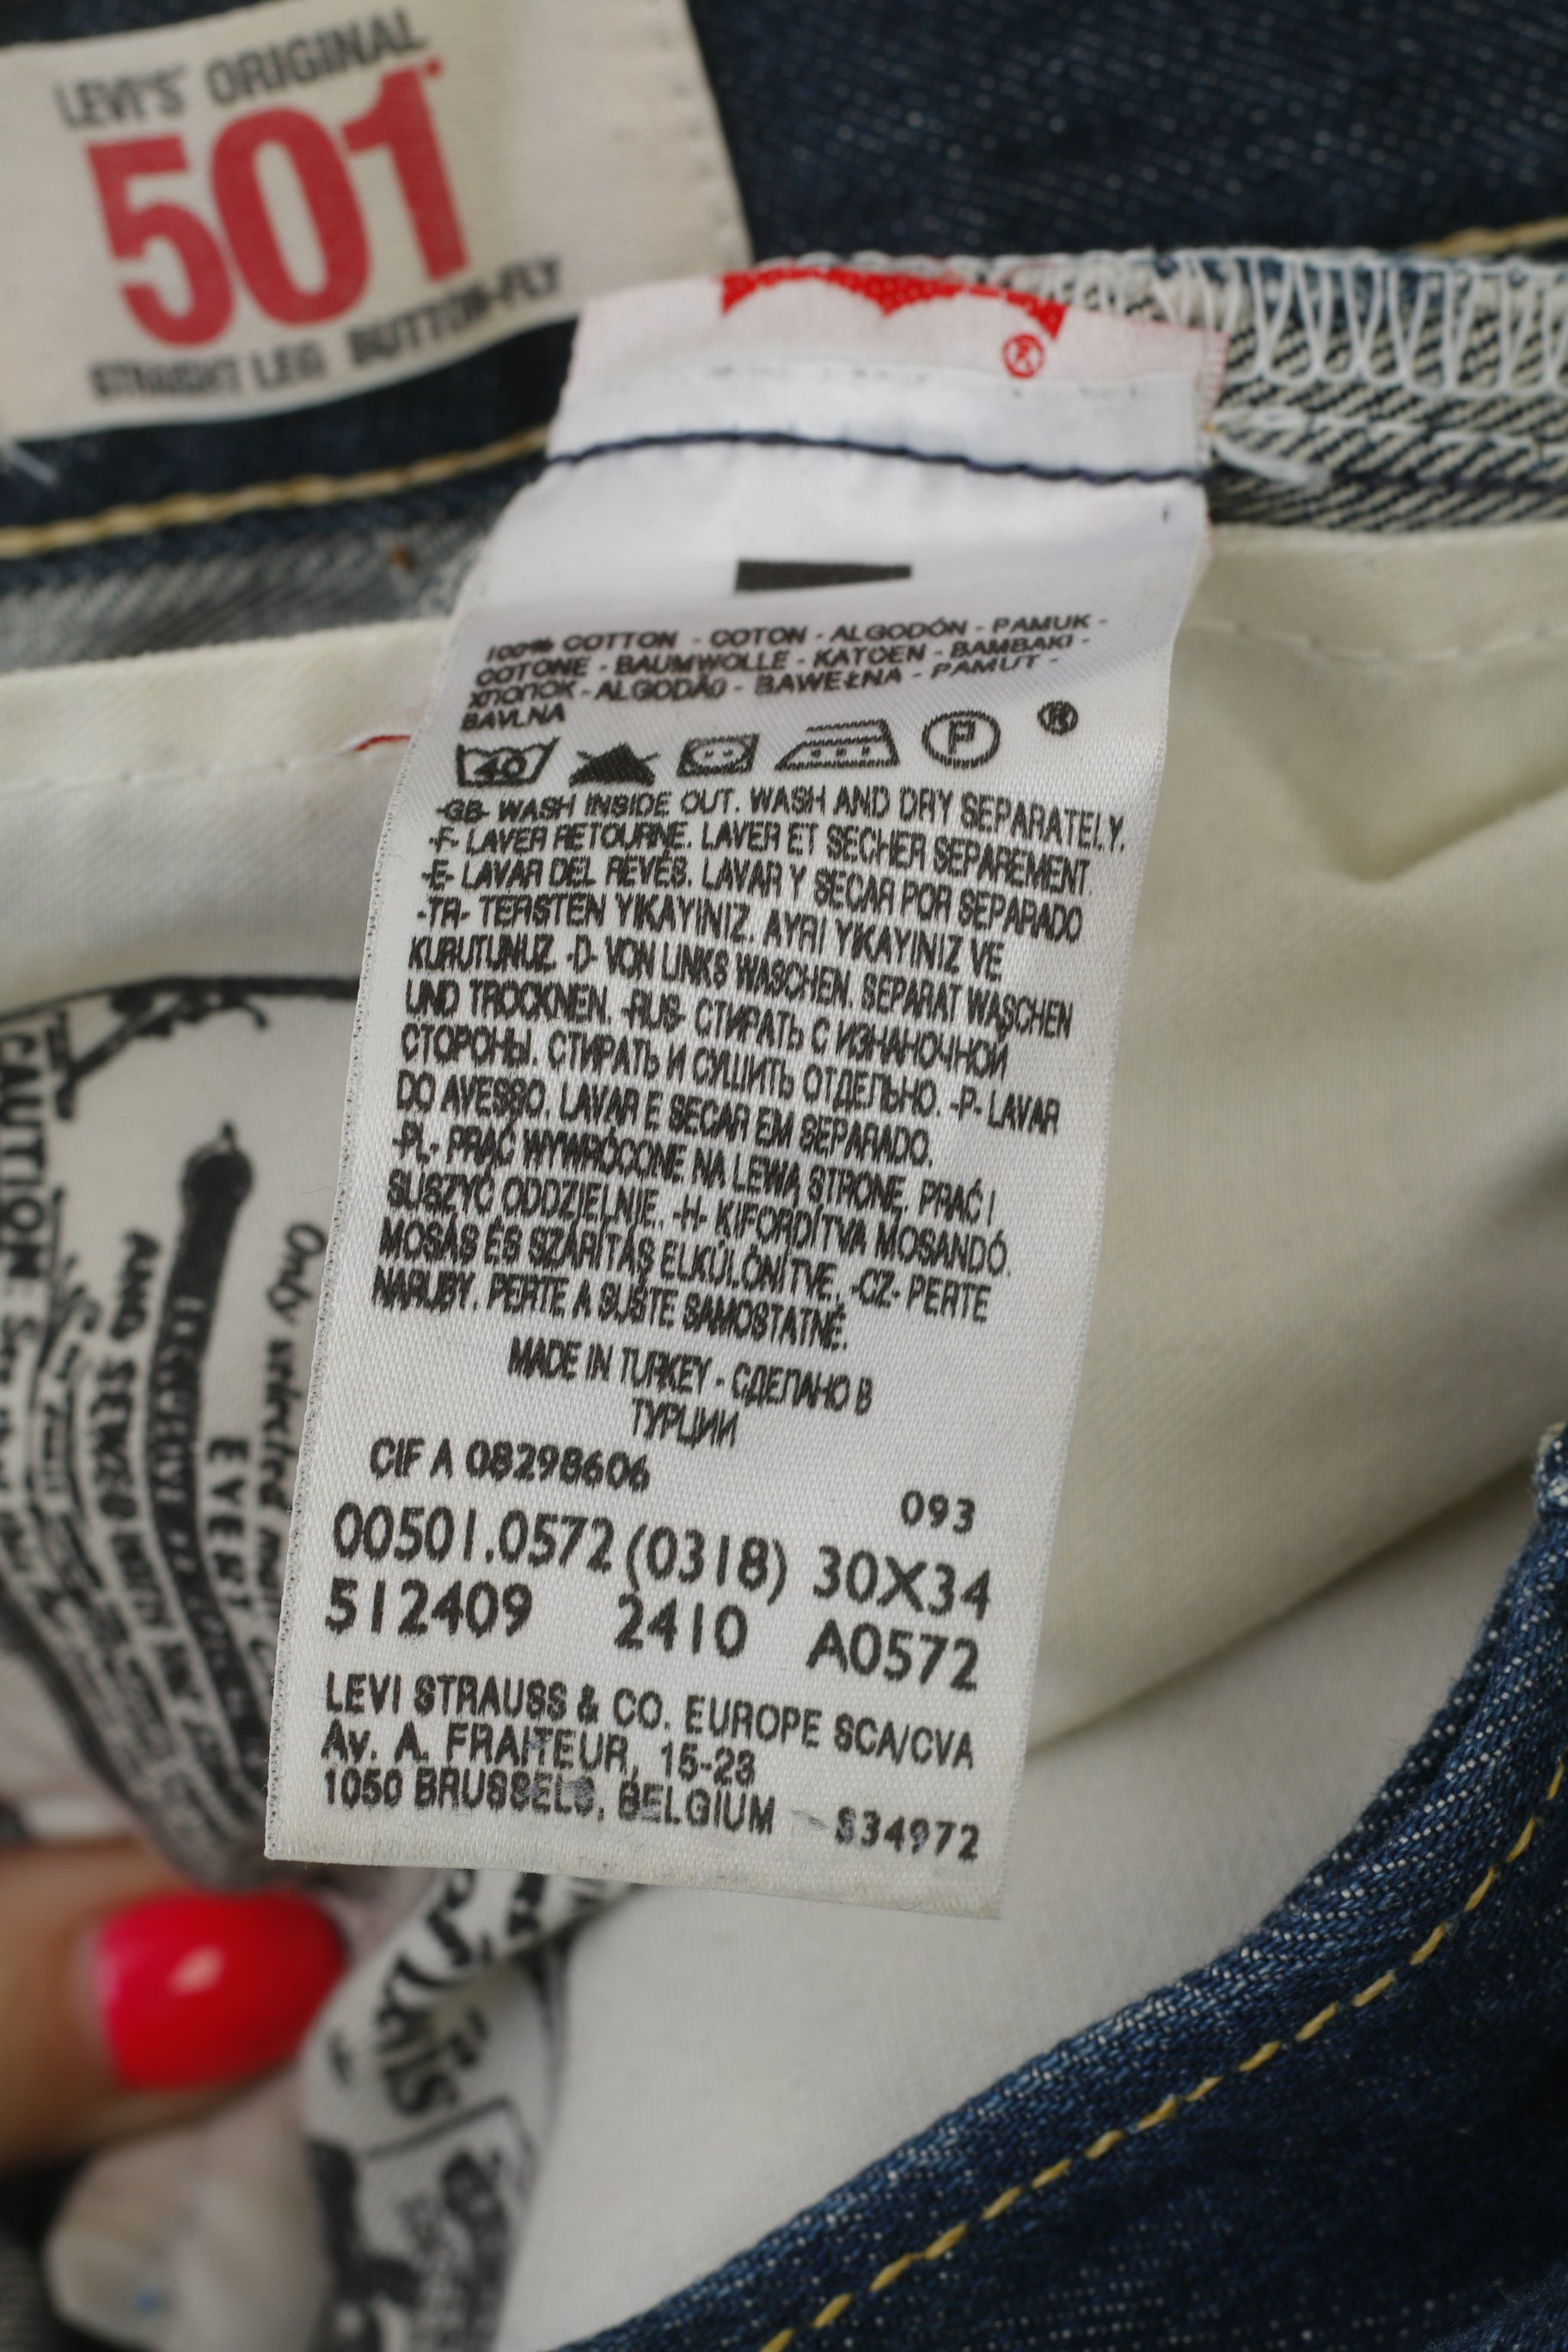 LEVI'S ORIGINAL
501
STRAIGHT LEG BUTTON-FLY
®
100% COTTON - COTON - ALGODÓN - PAMUK -
COTONE - BAUMWOLLE - KATOEN - BAMBAKI -
ХЛОПОК - ALGODÃO - BAWEŁNA - PAMUT -
BAVLNA
40 P ®
-GB- WASH INSIDE OUT. WASH AND DRY SEPARATELY.
-F- LAVER RETOURNE. LAVER ET SECHER SEPAREMENT.
-E- LAVAR DEL REVÉS. LAVAR Y SECAR POR SEPARADO
-TR- TERSTEN YIKAYINIZ. AYRI YIKAYINIZ VE
KURUTUNUZ. -D- VON LINKS WASCHEN. SEPARAT WASCHEN
UND TROCKNEN. -RUS- СТИРАТЬ С ИЗНАНОЧНОЙ
СТОРОНЫ. СТИРАТЬ И СУШИТЬ ОТДЕЛЬНО. -P- LAVAR
DO AVESSO. LAVAR E SECAR EM SEPARADO.
-PL- PRAĆ WYWRÓCONE NA LEWĄ STRONĘ. PRAĆ I
SUSZYĆ ODDZIELNIE. -H- KIFORDÍTVA MOSANDÓ.
MOSÁS ÉS SZÁRÍTÁS ELKÜLÖNÍTVE. -CZ- PERTE
NARUBY. PERTE A SUŠTE SAMOSTATNĚ.
MADE IN TURKEY - СДЕЛАНО В
ТУРЦИИ
CIF A 08298606
093
00501.0572 (0318) 30X34
512409 2410 A0572
LEVI STRAUSS & CO. EUROPE SCA/CVA
Av. A. FRAITEUR, 15-23
1050 BRUSSELS, BELGIUM S34972
CAUTION
AND SEWED
EVERY
Only